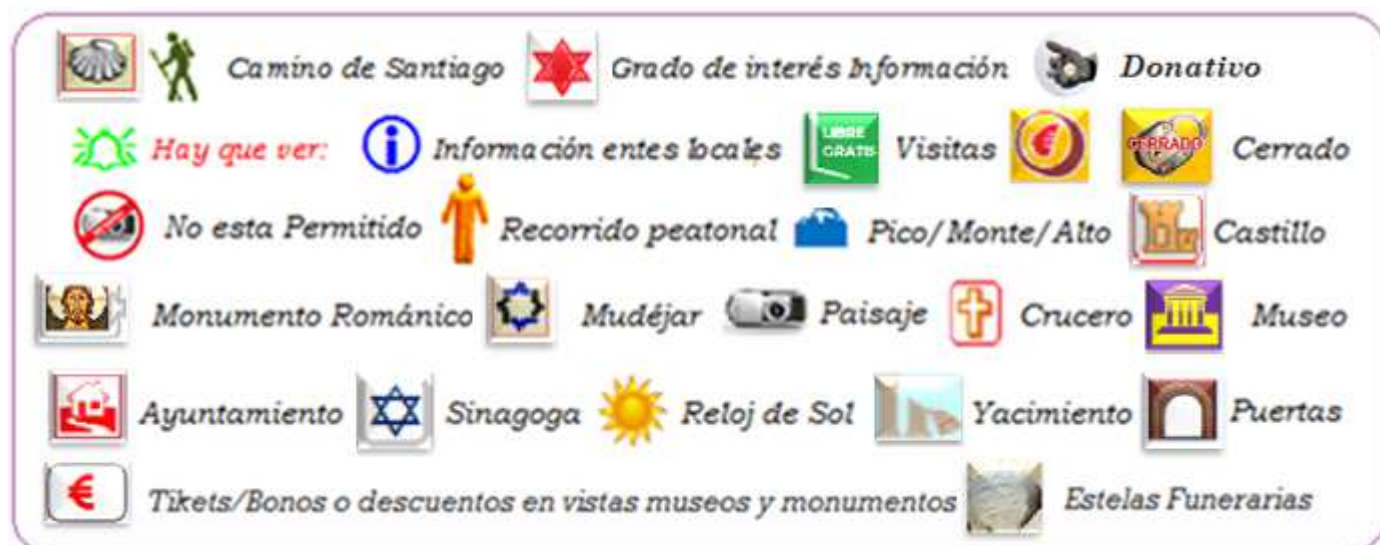 Camino de Santiago Grado de interés Información Donativo
Hay que ver: i Información entes locales LIBRE GRATIS Visitas € CERRADO Cerrado
No esta Permitido Recorrido peatonal Pico/Monte/Alto Castillo
Monumento Románico Mudéjar Paisaje Crucero Museo
Ayuntamiento Sinagoga Reloj de Sol Yacimiento Puertas
€ Tikets/Bonos o descuentos en vistas museos y monumentos Estelas Funerarias